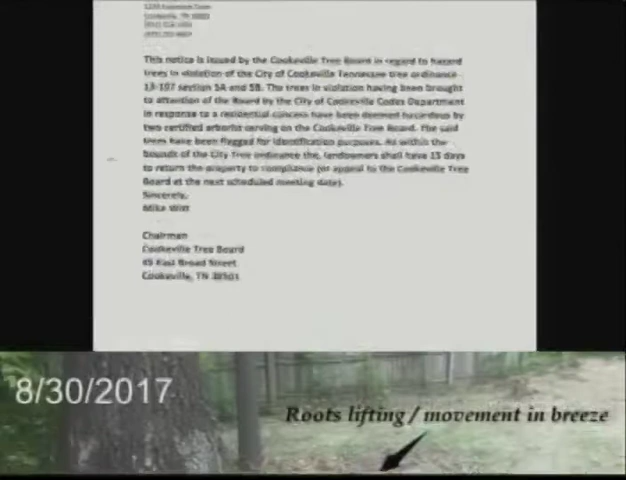 This notice is issued by the Cookeville Tree Board in regard to hazard
trees in violation of the City of Cookeville Tennessee tree ordinance
13-107 section 5A and 5B. The trees in violation having been brought
to attention of the Board by the City of Cookeville Codes Department
in response to a residential concern have been deemed hazardous by
two certified arborist serving on the Cookeville Tree Board. The said
trees have been flagged for identification purposes. As within the
bounds of the City Tree ordinance the, landowners shall have 15 days
to return the property to compliance (or appeal to the Cookeville Tree
Board at the next scheduled meeting date).
Sincerely,
Mike Witt
Chairman
Cookeville Tree Board
45 East Broad Street
Cookeville, TN 38501
8/30/2017
Roots lifting / movement in breeze